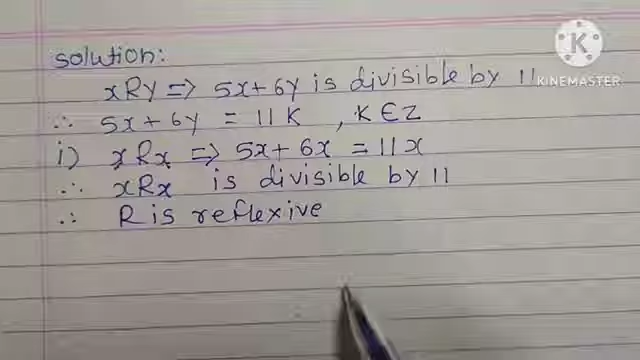 solution:
xRy => 5x+6y is divisible by 11
∴ 5x+6y = 11K , K∈Z
i) xRx => 5x+6x = 11x
∴ xRx is divisible by 11
∴ R is reflexive
K
KINEMASTER